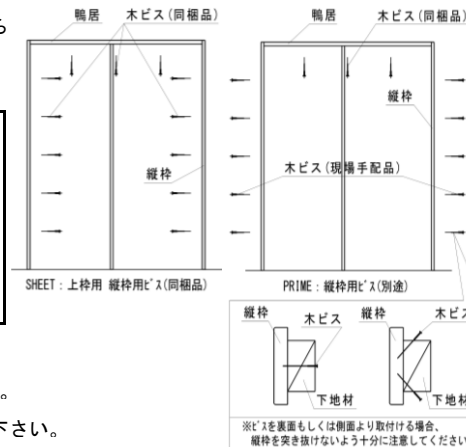 ら
鴨居
木ビス(同梱品)
縦枠
SHEET：上枠用 縦枠用ﾋﾞｽ(同梱品)
鴨居
木ビス(同梱品)
縦枠
木ビス(現場手配品)
PRIME：縦枠用ﾋﾞｽ(別途)
縦枠
木ビス
下地材
縦枠
木ビス
下地材
※ﾋﾞｽを裏面もしくは側面より取付ける場合、
縦枠を突き抜けないよう十分に注意してください
。
下さい。